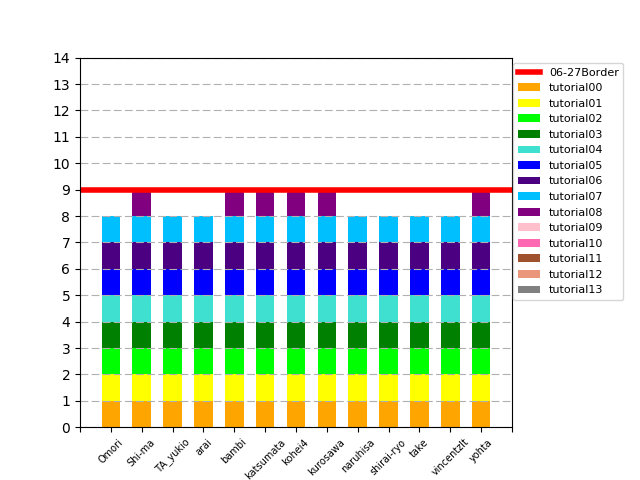 14
13
12
11
10
9
8
7
6
5
4
3
2
1
0
Omori
Shi-ma
TA_yukio
arai
bambi
katsumata
kohei4
kurosawa
naruhisa
shirai-ryo
take
vincentzlt
yohta
06-27Border
tutorial00
tutorial01
tutorial02
tutorial03
tutorial04
tutorial05
tutorial06
tutorial07
tutorial08
tutorial09
tutorial10
tutorial11
tutorial12
tutorial13